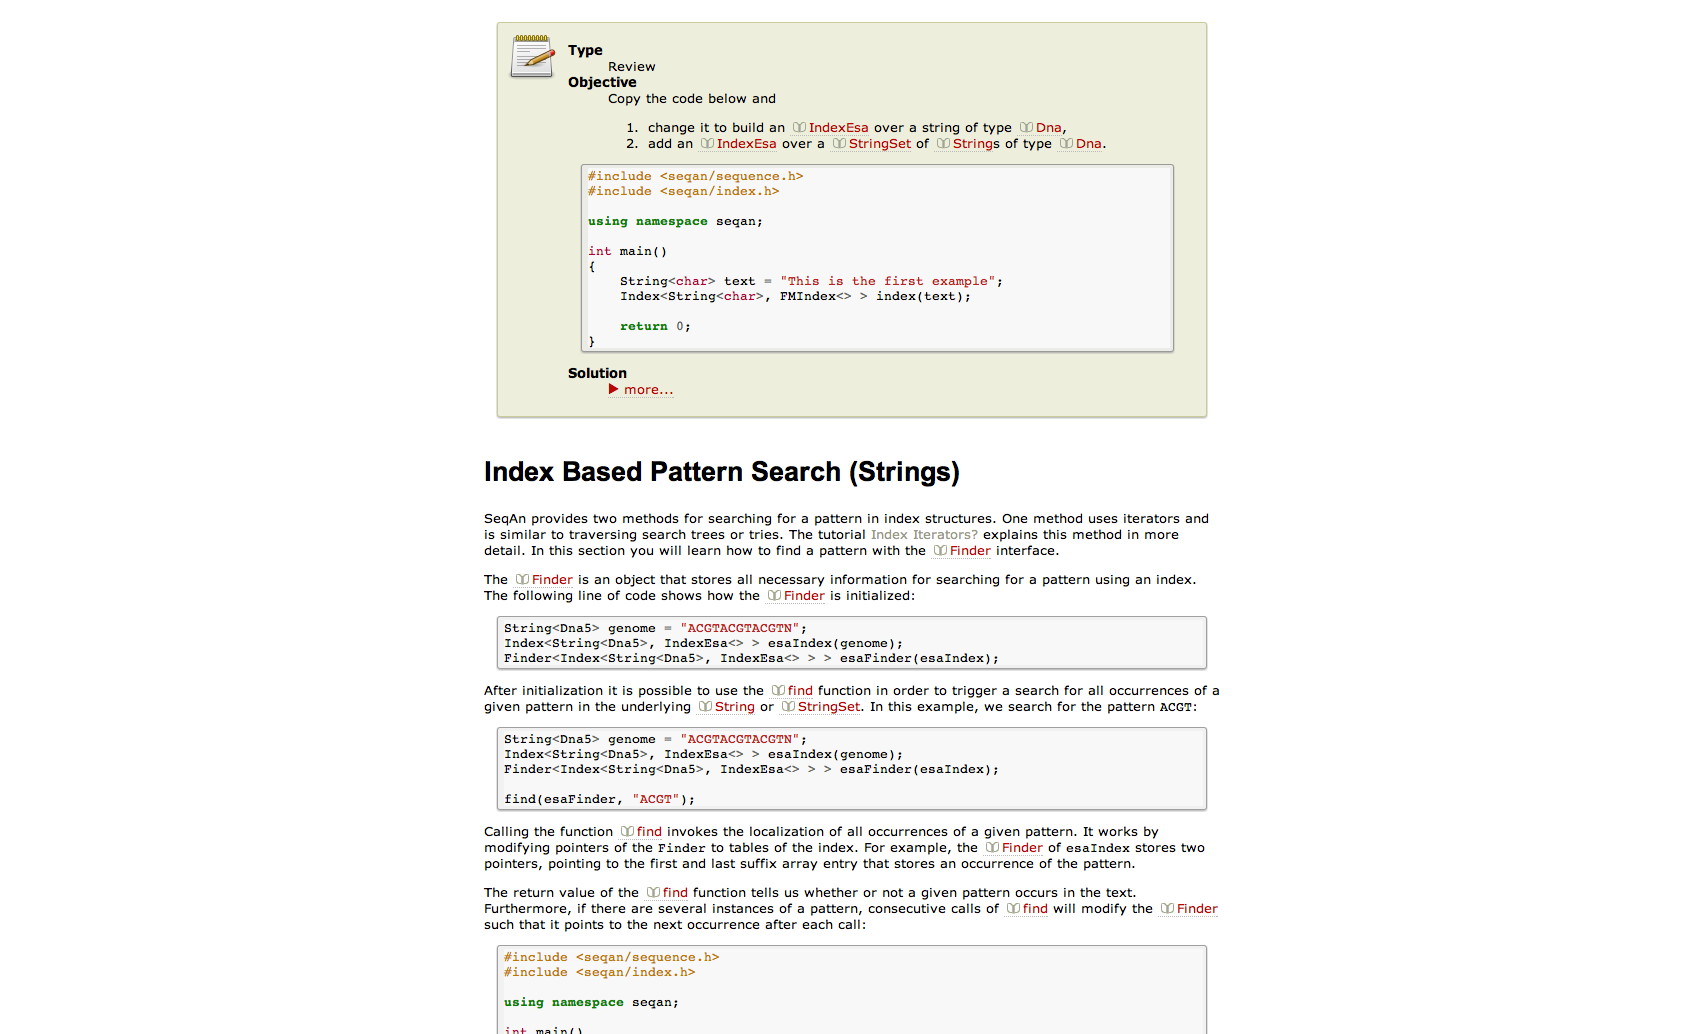 Type
Review
Objective
Copy the code below and
1. change it to build an IndexEsa over a string of type Dna,
2. add an IndexEsa over a StringSet of Strings of type Dna.
#include <seqan/sequence.h>
#include <seqan/index.h>
using namespace seqan;
int main()
{
    String<char> text = "This is the first example";
    Index<String<char>, FMIndex<> > index(text);
    return 0;
}
Solution
more...
Index Based Pattern Search (Strings)
SeqAn provides two methods for searching for a pattern in index structures. One method uses iterators and
is similar to traversing search trees or tries. The tutorial Index Iterators? explains this method in more
detail. In this section you will learn how to find a pattern with the Finder interface.
The Finder is an object that stores all necessary information for searching for a pattern using an index.
The following line of code shows how the Finder is initialized:
String<Dna5> genome = "ACGTACGTACGTN";
Index<String<Dna5>, IndexEsa<> > esaIndex(genome);
Finder<Index<String<Dna5>, IndexEsa<> > > esaFinder(esaIndex);
After initialization it is possible to use the find function in order to trigger a search for all occurrences of a
given pattern in the underlying String or StringSet. In this example, we search for the pattern ACGT:
String<Dna5> genome = "ACGTACGTACGTN";
Index<String<Dna5>, IndexEsa<> > esaIndex(genome);
Finder<Index<String<Dna5>, IndexEsa<> > > esaFinder(esaIndex);
find(esaFinder, "ACGT");
Calling the function find invokes the localization of all occurrences of a given pattern. It works by
modifying pointers of the Finder to tables of the index. For example, the Finder of esaIndex stores two
pointers, pointing to the first and last suffix array entry that stores an occurrence of the pattern.
The return value of the find function tells us whether or not a given pattern occurs in the text.
Furthermore, if there are several instances of a pattern, consecutive calls of find will modify the Finder
such that it points to the next occurrence after each call:
#include <seqan/sequence.h>
#include <seqan/index.h>
using namespace seqan;
int main()